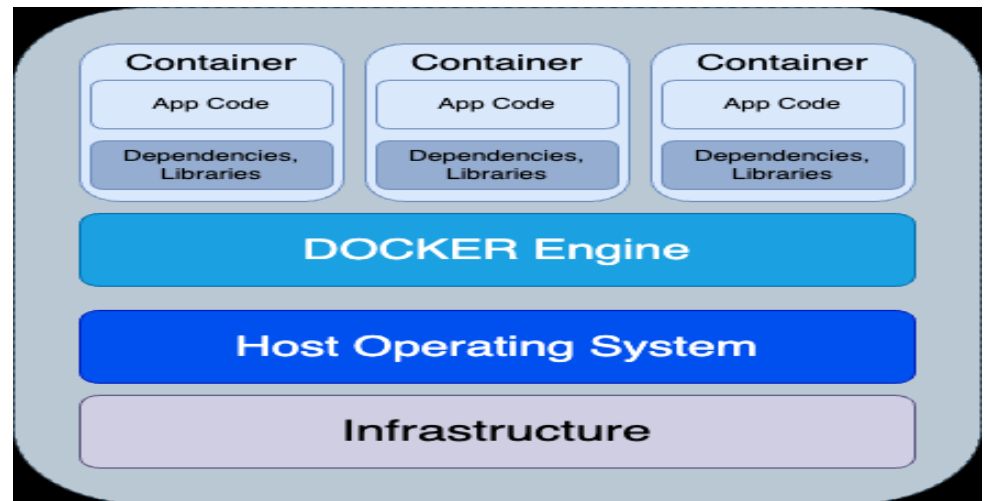 Container Container Container
App Code App Code App Code
Dependencies, Dependencies, Dependencies,
Libraries Libraries Libraries
DOCKER Engine
Host Operating System
Infrastructure